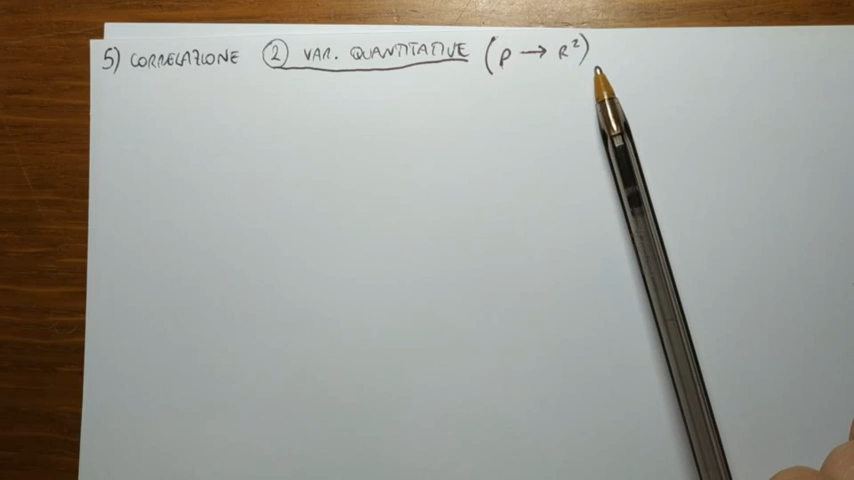 5) CORRELAZIONE ② VAR. QUANTITATIVE (ρ → R²)